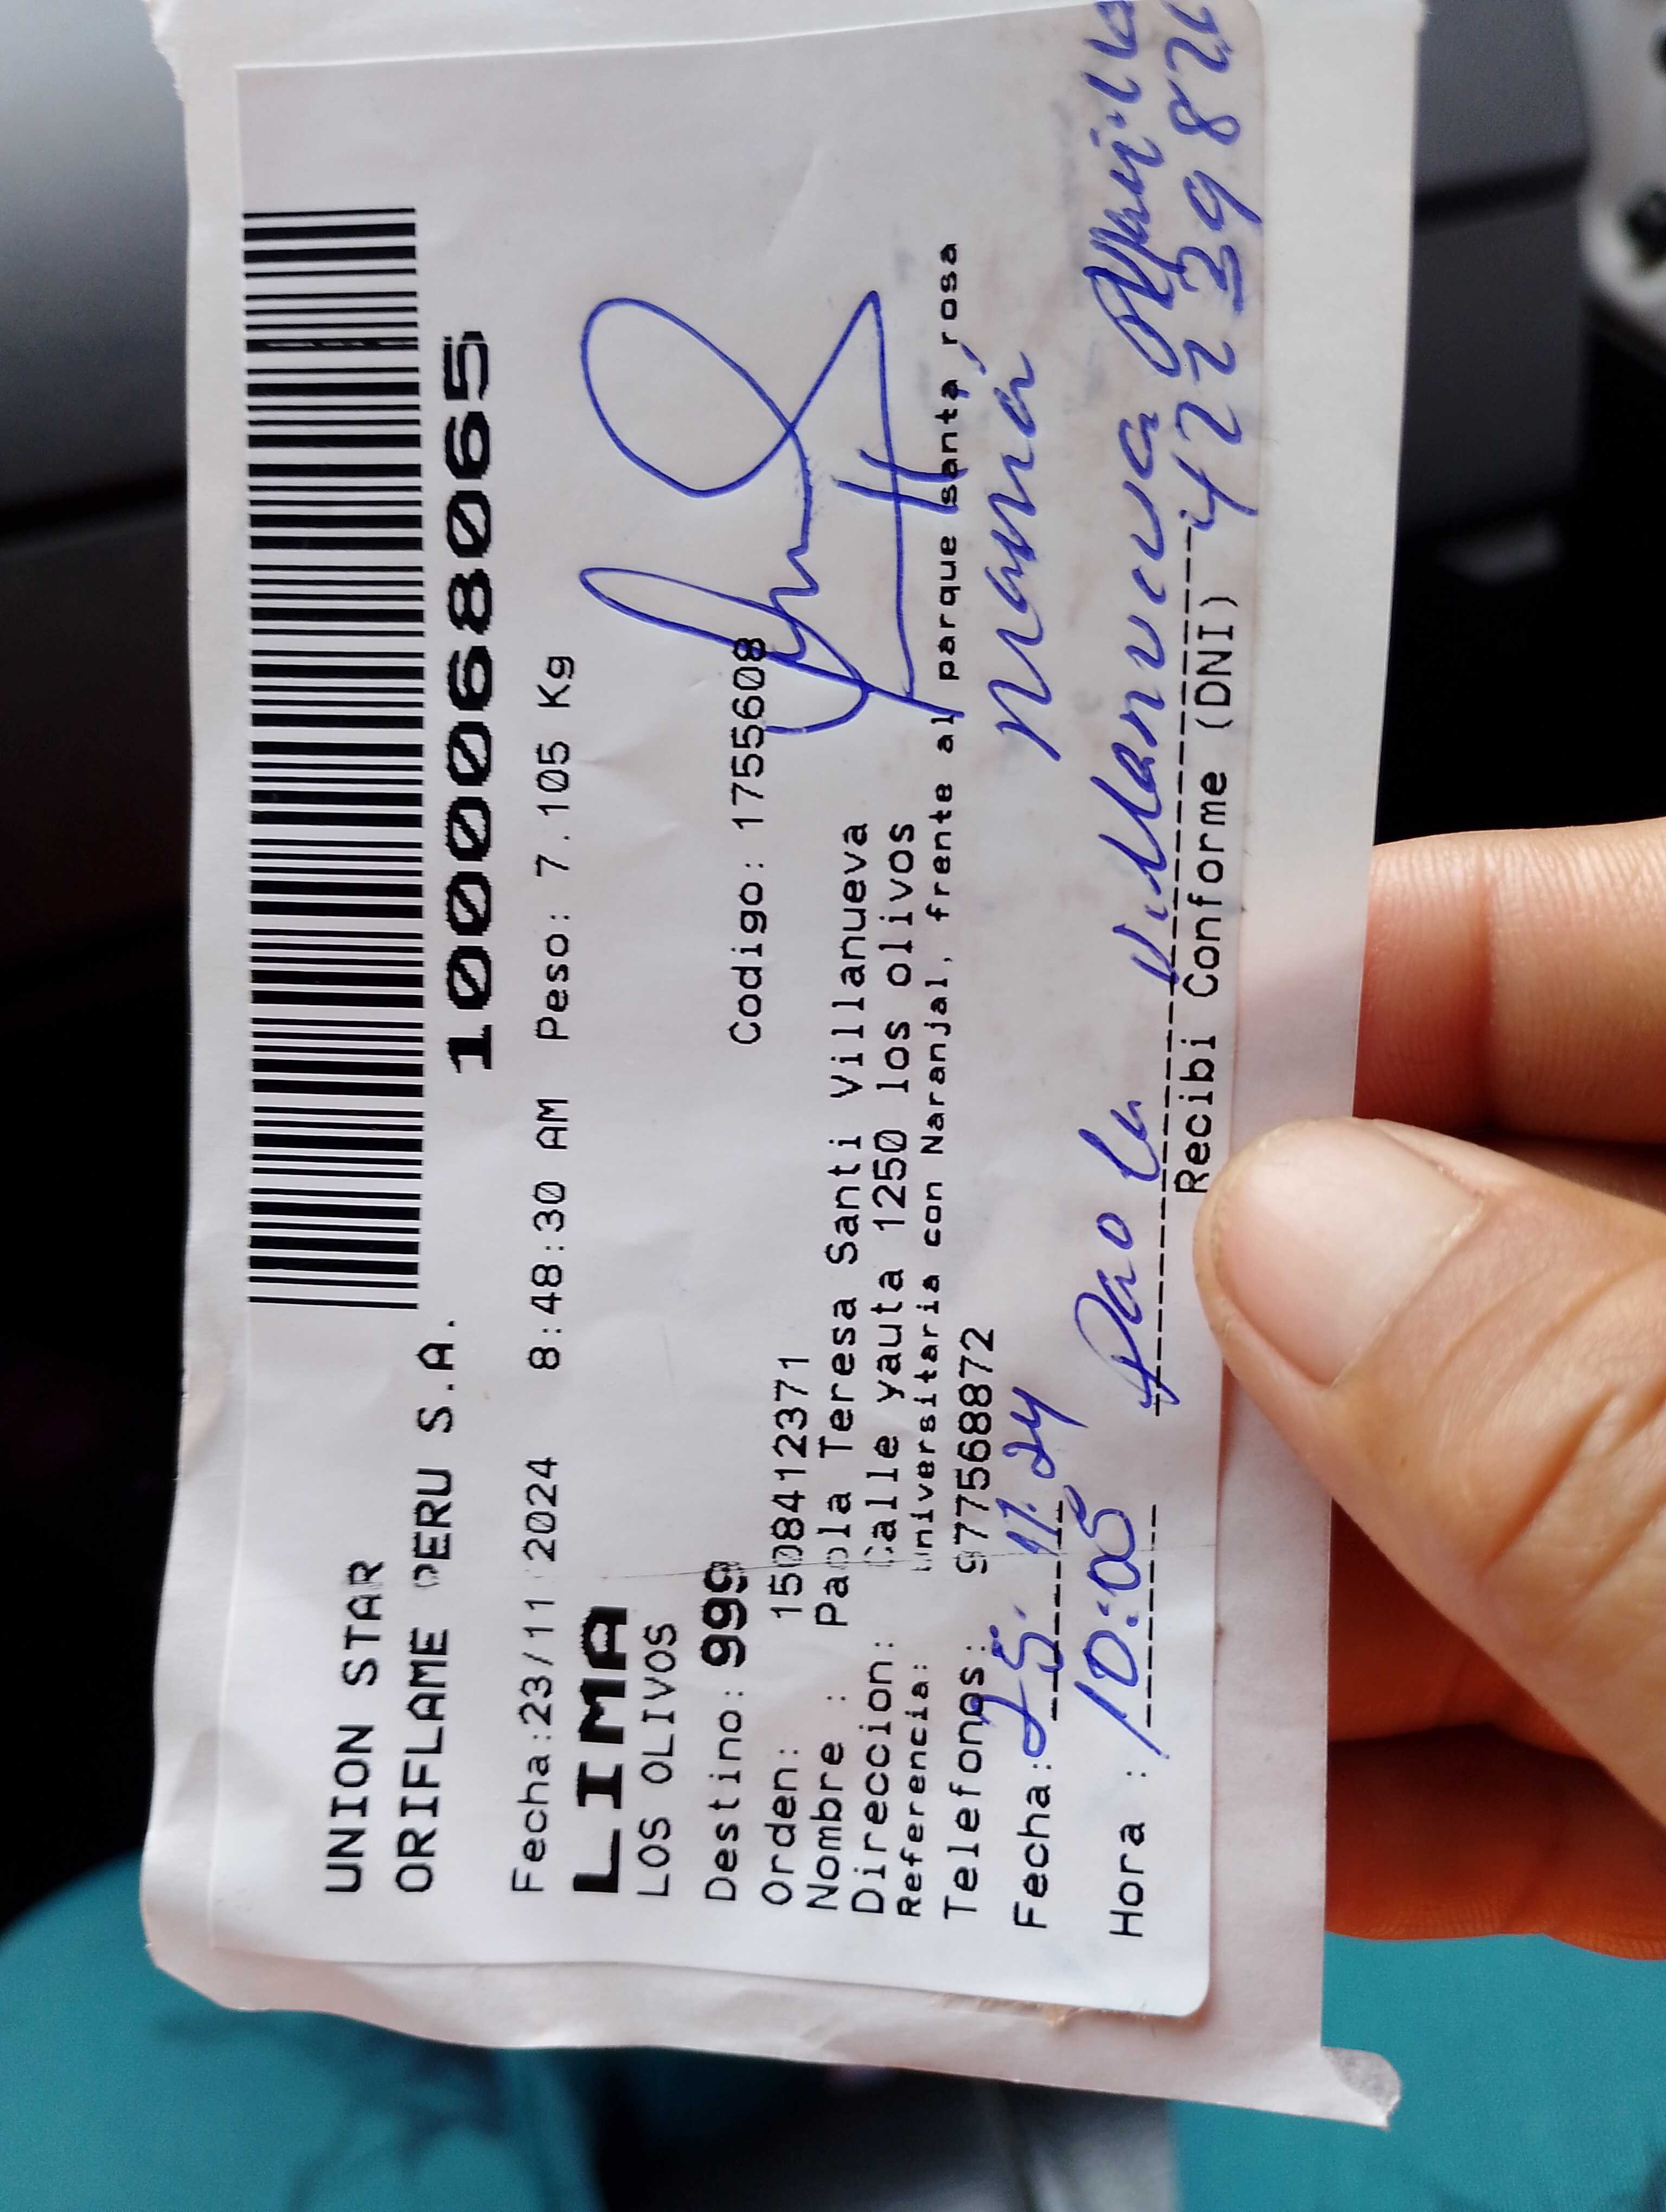 UNION STAR
ORIFLAME PERU S.A.
1000068065
Fecha:23/11 2024 8:48:30 AM Peso: 7.105 Kg
LIMA
LOS OLIVOS
Destino: 999 Codigo: 1755608
Orden: 1508412371
Nombre : Paola Teresa Santi Villanueva
Direccion: Calle yauta 1250 los olivos
Referencia: universitaria con Naranjal, frente al parque santa rosa
Telefonos: 977568872
mamá
Fecha: 25.11.24
Hora : 10:05 Villanueva
Recibi Conforme (DNI)